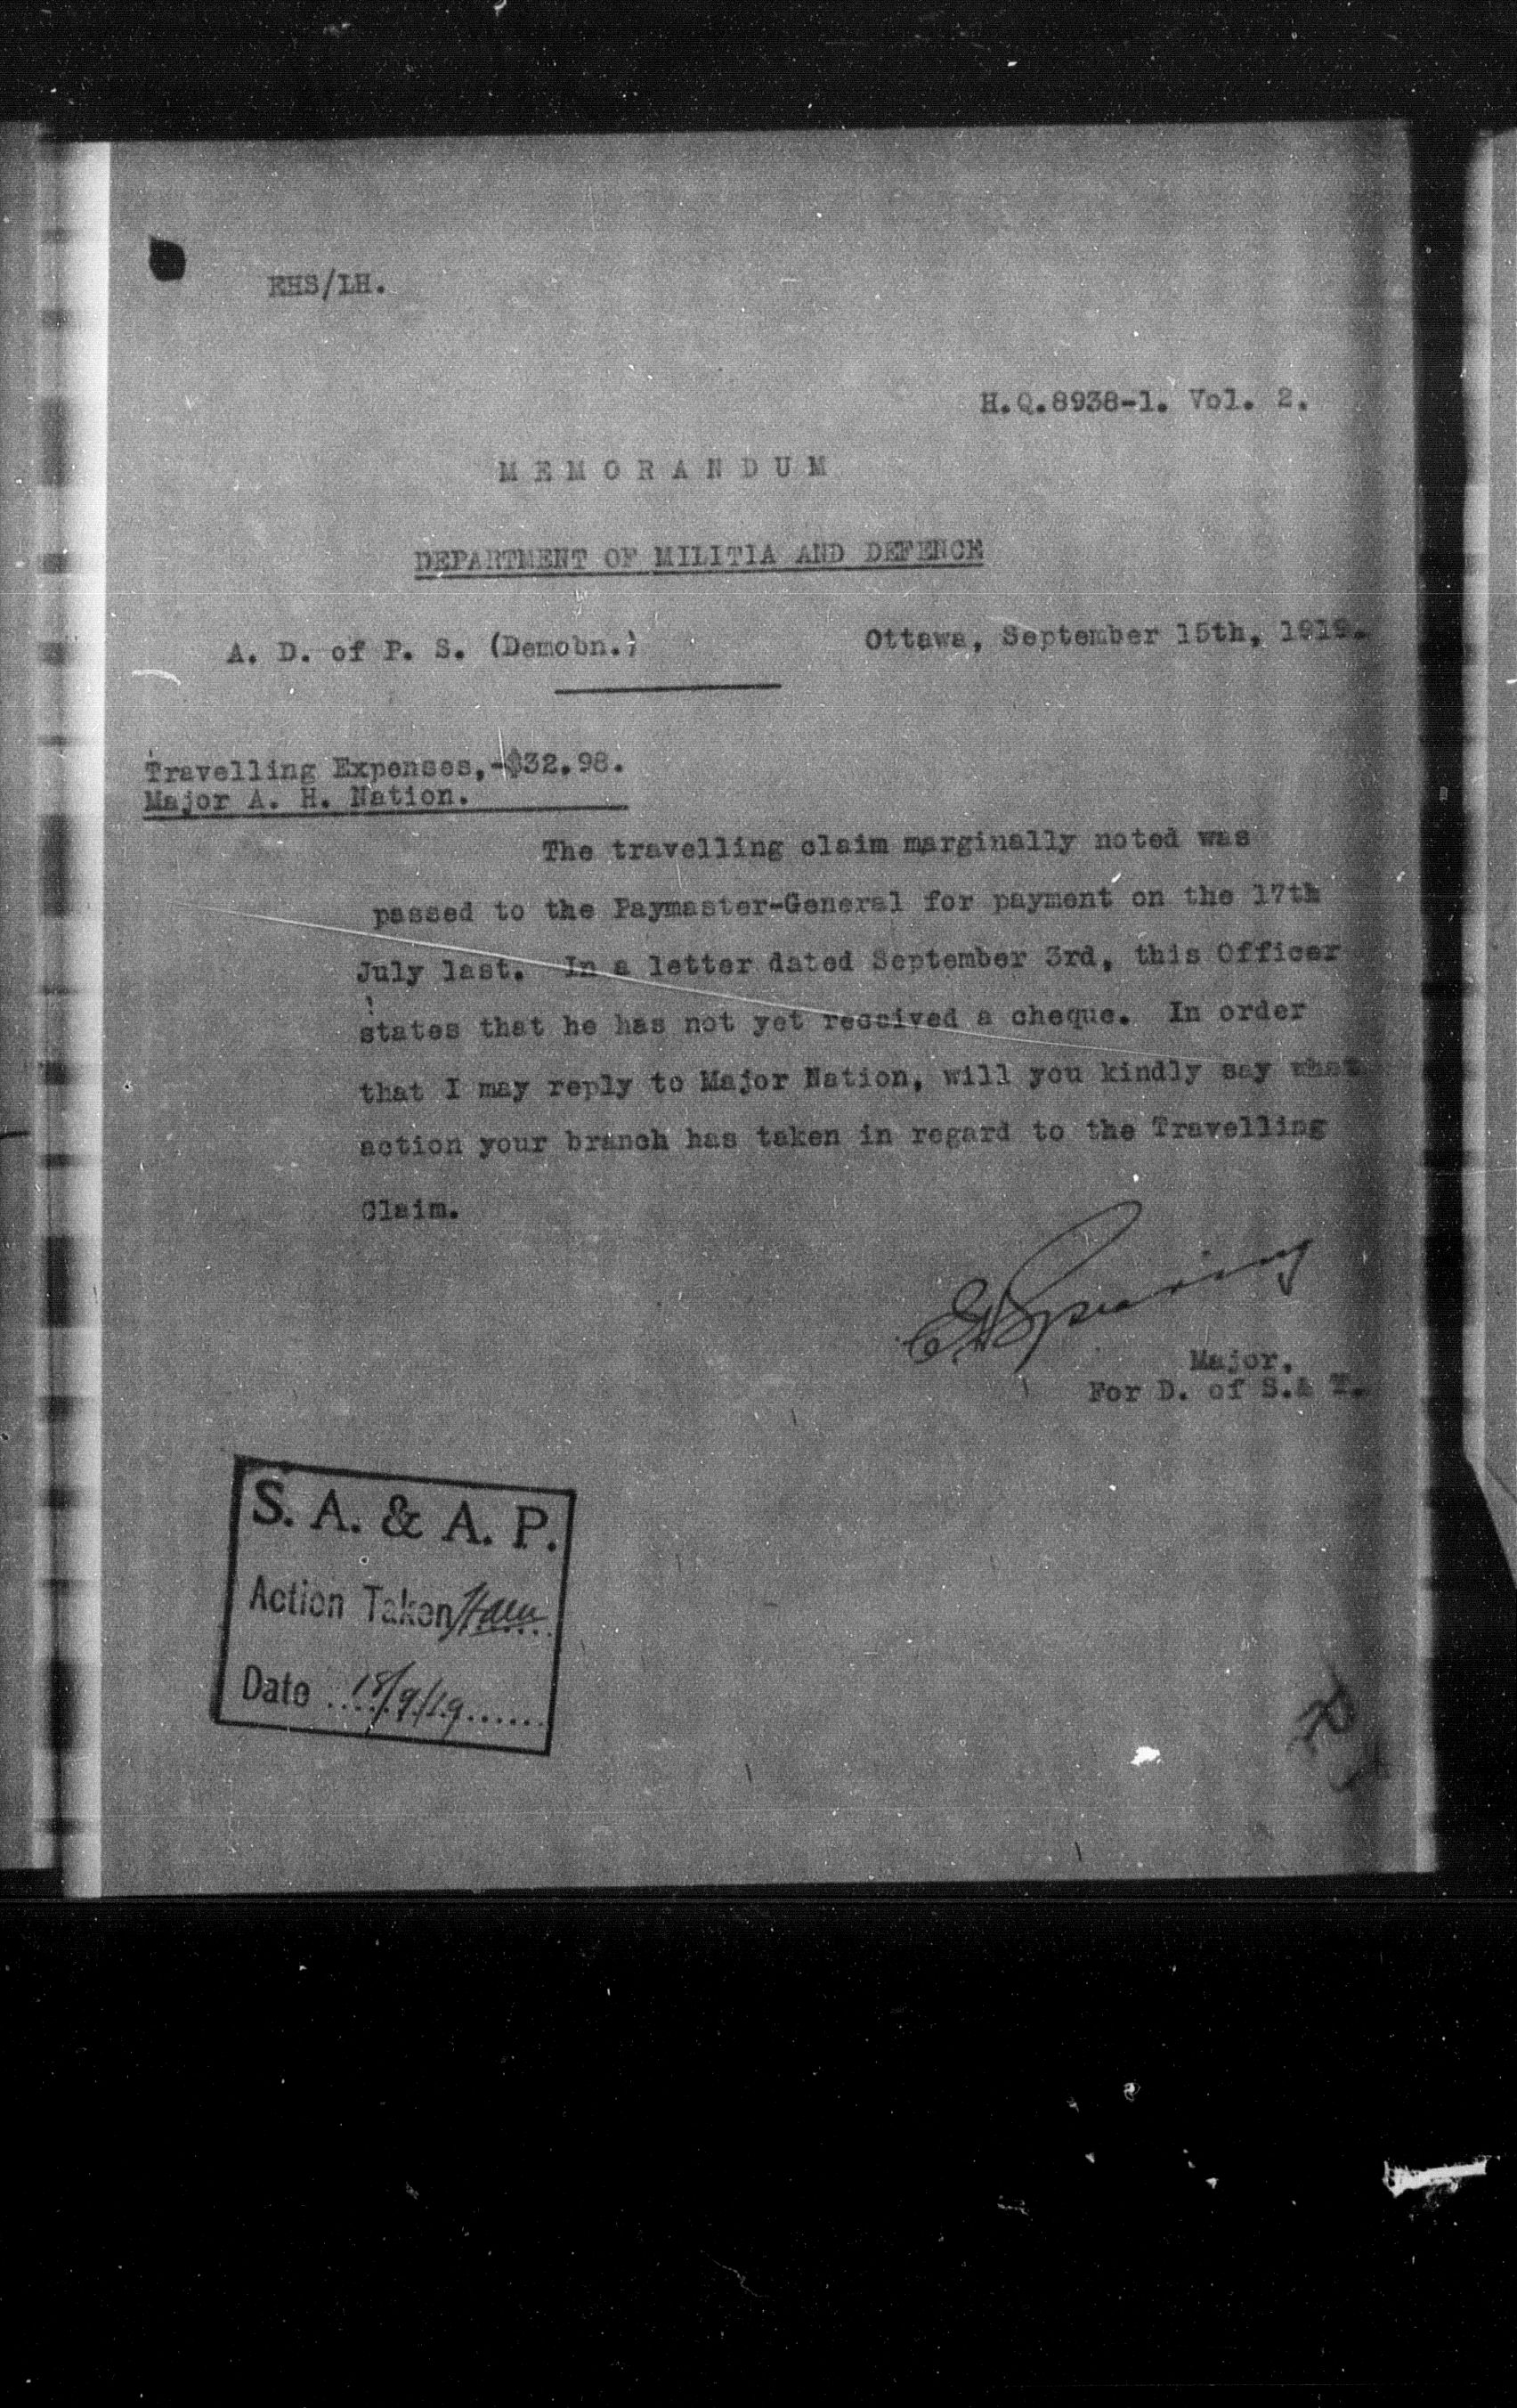 EHS/LH.
H.Q.8938-1. Vol. 2.
M E M O R A N D U M
DEPARTMENT OF MILITIA AND DEFENCE
A. D. of P. S. (Demobn.)
Ottawa, September 15th, 1919.
Travelling Expenses,-$32.98.
Major A. H. Nation.
The travelling claim marginally noted was
passed to the Paymaster-General for payment on the 17th
July last. In a letter dated September 3rd, this Officer
states that he has not yet received a cheque. In order
that I may reply to Major Nation, will you kindly say what
action your branch has taken in regard to the Travelling
Claim.
Major.
For D. of S.& T.
S. A. & A. P.
Action Taken
Date ....18/9/19......